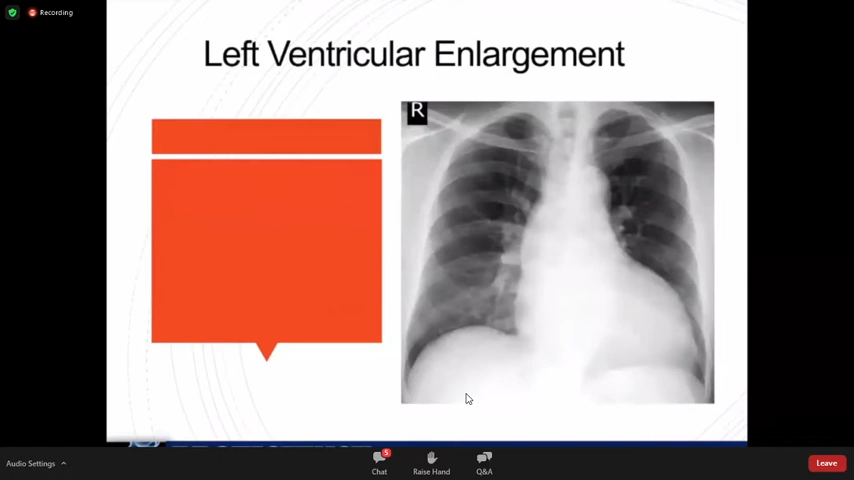 Recording
Left Ventricular Enlargement
R
Audio Settings
5
Chat
Raise Hand
Q&A
Leave